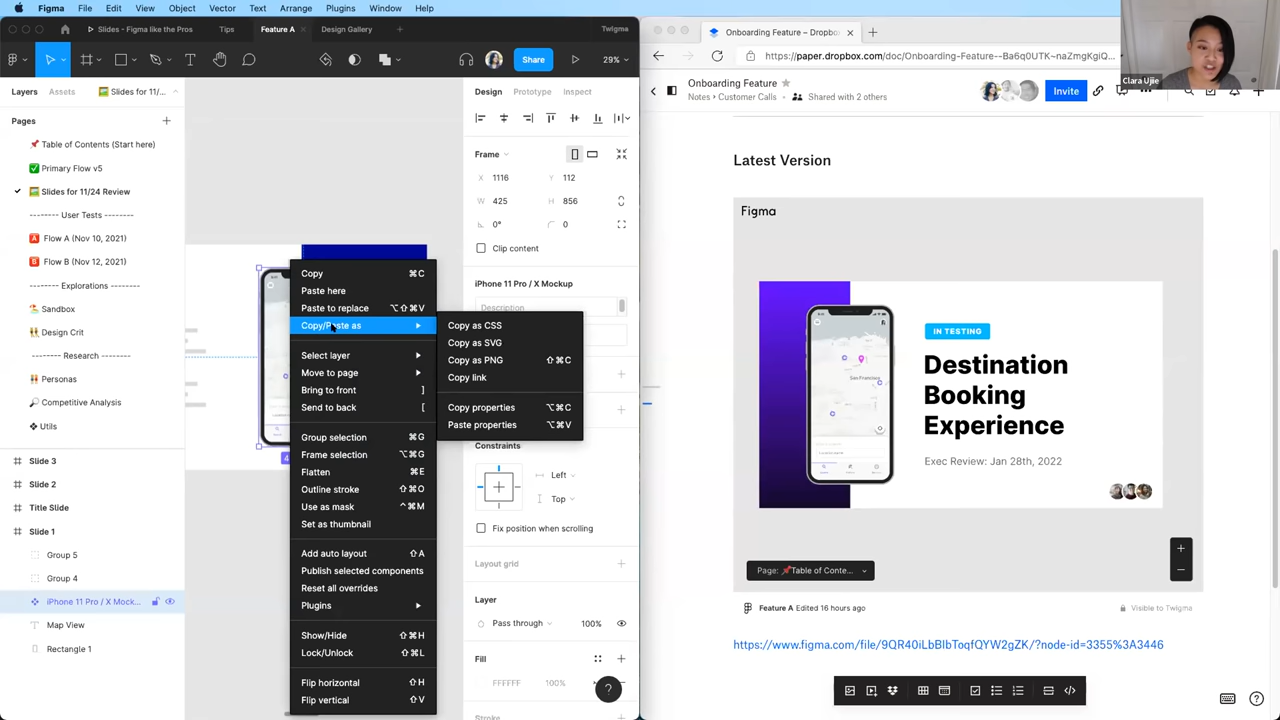 Figma File Edit View Object Vector Text Arrange Plugins Window Help
Slides - Figma like the Pros Tips Feature A Design Gallery Twigma
Share 29%
Layers Assets Slides for 11/...
Pages
Table of Contents (Start here)
Primary Flow v5
Slides for 11/24 Review
-------- User Tests --------
A Flow A (Nov 10, 2021)
B Flow B (Nov 12, 2021)
-------- Explorations --------
Sandbox
Design Crit
-------- Research --------
Personas
Competitive Analysis
Utils
Slide 3
Slide 2
Title Slide
Slide 1
Group 5
Group 4
iPhone 11 Pro / X Mock...
Map View
Rectangle 1
Copy ⌘C
Paste here
Paste to replace ⌥⇧⌘V
Copy/Paste as
Select layer
Move to page
Bring to front ]
Send to back [
Group selection ⌘G
Frame selection ⌥⌘G
Flatten ⌘E
Outline stroke ⇧⌘O
Use as mask ^⌘M
Set as thumbnail
Add auto layout ⇧A
Publish selected components
Reset all overrides
Plugins
Show/Hide ⇧⌘H
Lock/Unlock ⇧⌘L
Flip horizontal ⇧H
Flip vertical ⇧V
Copy as CSS
Copy as SVG
Copy as PNG ⇧⌘C
Copy link
Copy properties ⌥⌘C
Paste properties ⌥⌘V
Design Prototype Inspect
Frame
X 1116 Y 112
W 425 H 856
0° 0
Clip content
iPhone 11 Pro / X Mockup
Description
Constraints
Left
Top
Fix position when scrolling
Layout grid
Layer
Pass through 100%
Fill
FFFFFF 100%
Stroke
?
Onboarding Feature – Dropbo
https://paper.dropbox.com/doc/Onboarding-Feature--Ba6q0UTK~naZmgKgiQ...
Clara Ujie
Onboarding Feature
Notes › Customer Calls Shared with 2 others
Invite
Latest Version
Figma
San Francisco
IN TESTING
Destination
Booking
Experience
Exec Review: Jan 28th, 2022
Page: Table of Conte...
Feature A Edited 16 hours ago Visible to Twigma
https://www.figma.com/file/9QR40iLbBIbToqfQYW2gZK/?node-id=3355%3A3446